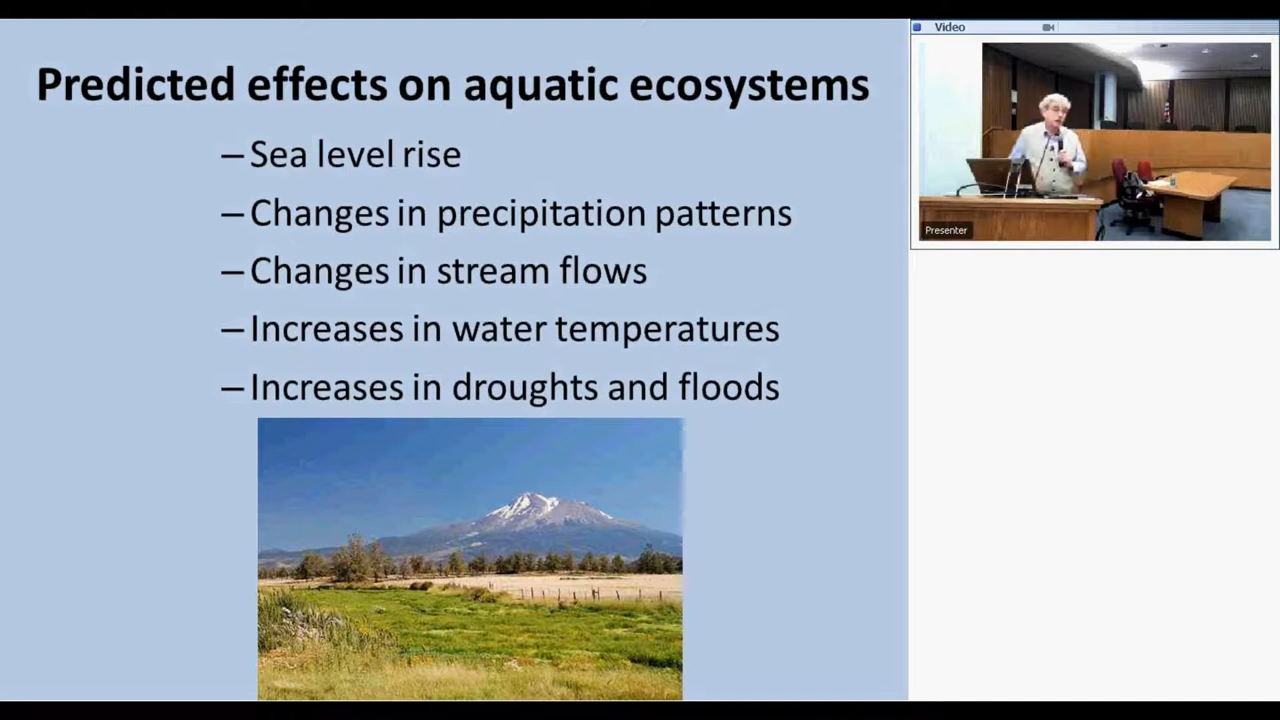 Predicted effects on aquatic ecosystems
– Sea level rise
– Changes in precipitation patterns
– Changes in stream flows
– Increases in water temperatures
– Increases in droughts and floods
Video
Presenter